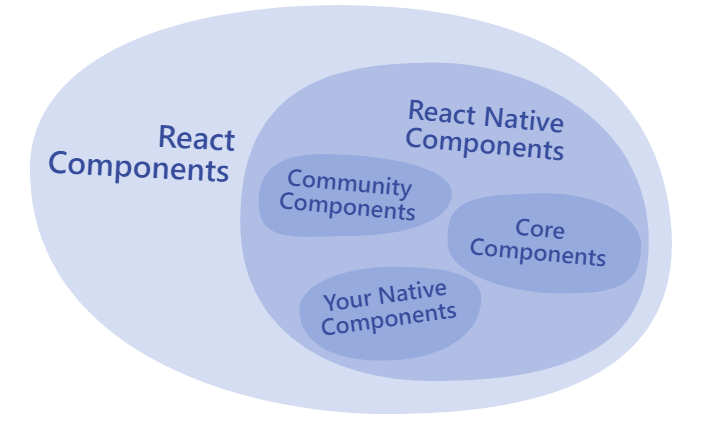 React
Components
React Native
Components
Community
Components
Core
Components
Your Native
Components